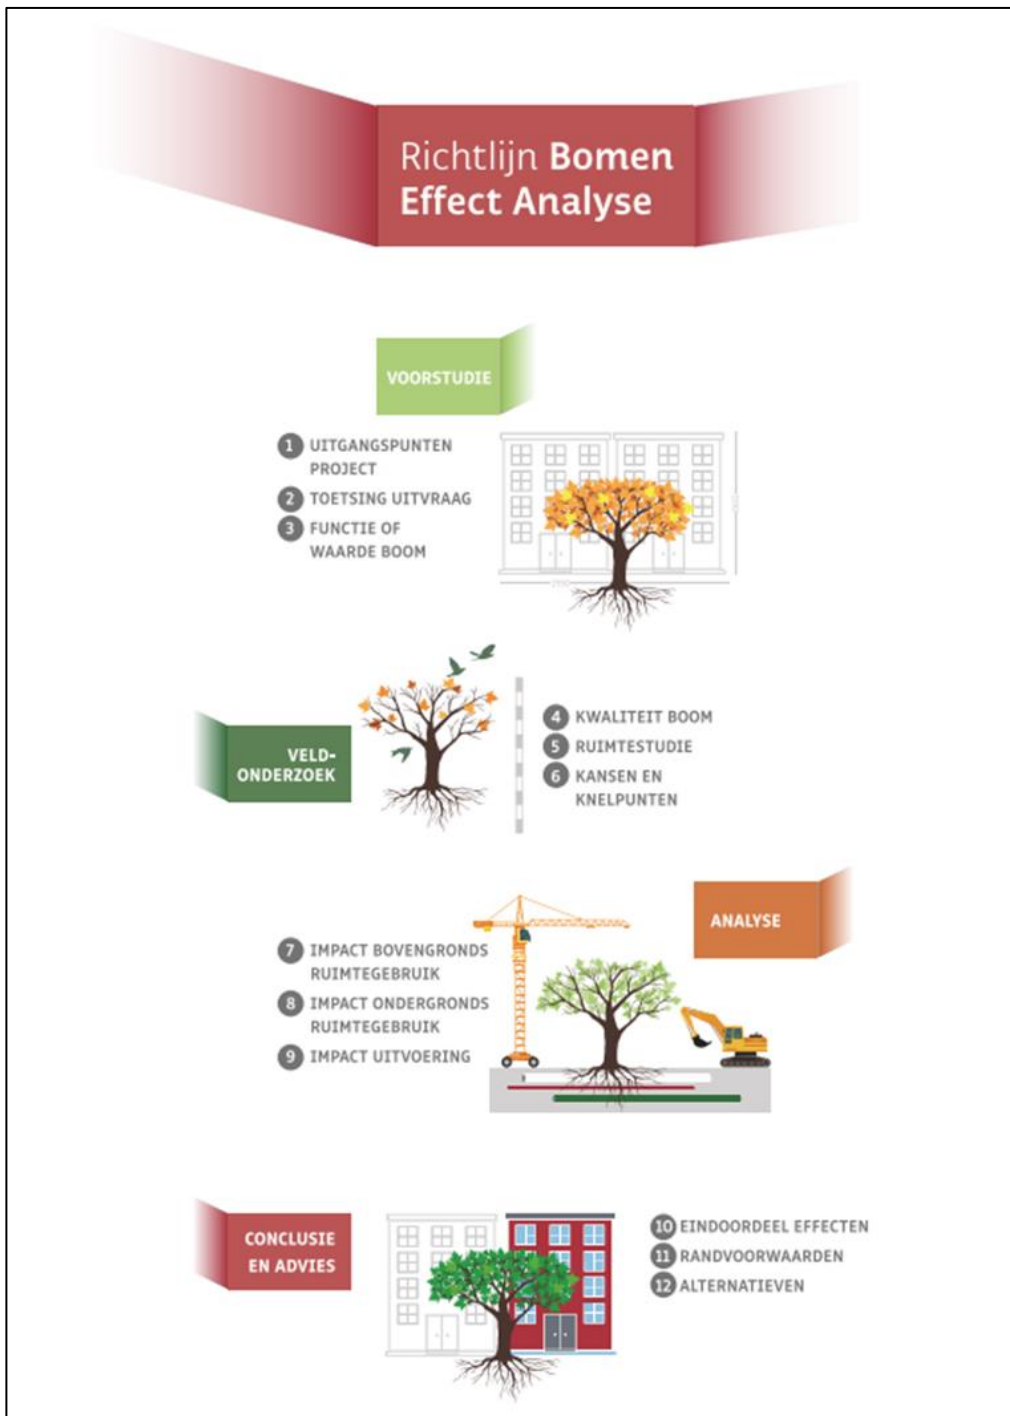 Richtlijn Bomen
Effect Analyse
VOORSTUDIE
1 UITGANGSPUNTEN
PROJECT
2 TOETSING UITVRAAG
3 FUNCTIE OF
WAARDE BOOM
VELD-
ONDERZOEK
4 KWALITEIT BOOM
5 RUIMTESTUDIE
6 KANSEN EN
KNELPUNTEN
ANALYSE
7 IMPACT BOVENGRONDS
RUIMTEGEBRUIK
8 IMPACT ONDERGRONDS
RUIMTEGEBRUIK
9 IMPACT UITVOERING
CONCLUSIE
EN ADVIES
10 EINDOORDEEL EFFECTEN
11 RANDVOORWAARDEN
12 ALTERNATIEVEN